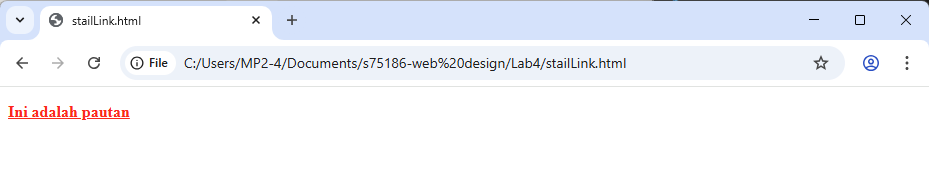 stailLink.html
File
C:/Users/MP2-4/Documents/s75186-web%20design/Lab4/stailLink.html
Ini adalah pautan